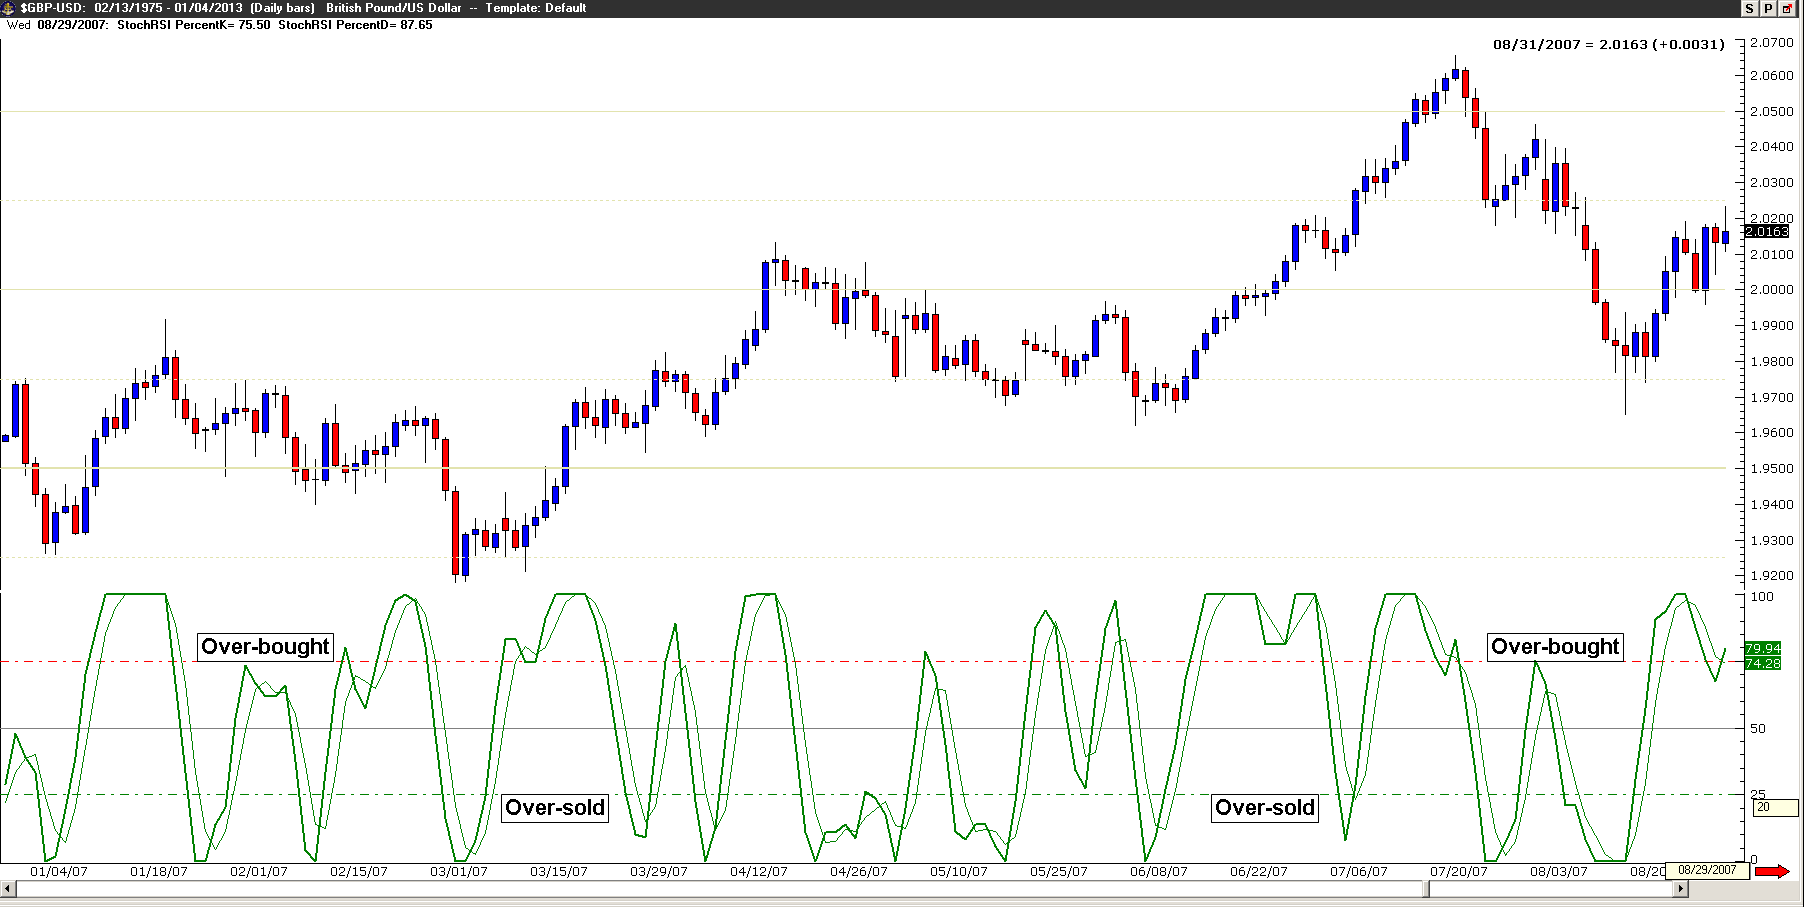 $GBP-USD: 02/13/1975 - 01/04/2013 (Daily bars) British Pound/US Dollar -- Template: Default
S P
Wed 08/29/2007: StochRSI PercentK= 75.50 StochRSI PercentD= 87.65
08/31/2007 = 2.0163 (+0.0031)
2.0700
2.0600
2.0500
2.0400
2.0300
2.0200
2.0163
2.0100
2.0000
1.9900
1.9800
1.9700
1.9600
1.9500
1.9400
1.9300
1.9200
100
Over-bought
Over-bought
79.94
74.28
50
25
Over-sold
Over-sold
20
0
01/04/07 01/18/07 02/01/07 02/15/07 03/01/07 03/15/07 03/29/07 04/12/07 04/26/07 05/10/07 05/25/07 06/08/07 06/22/07 07/06/07 07/20/07 08/03/07 08/20 08/29/2007